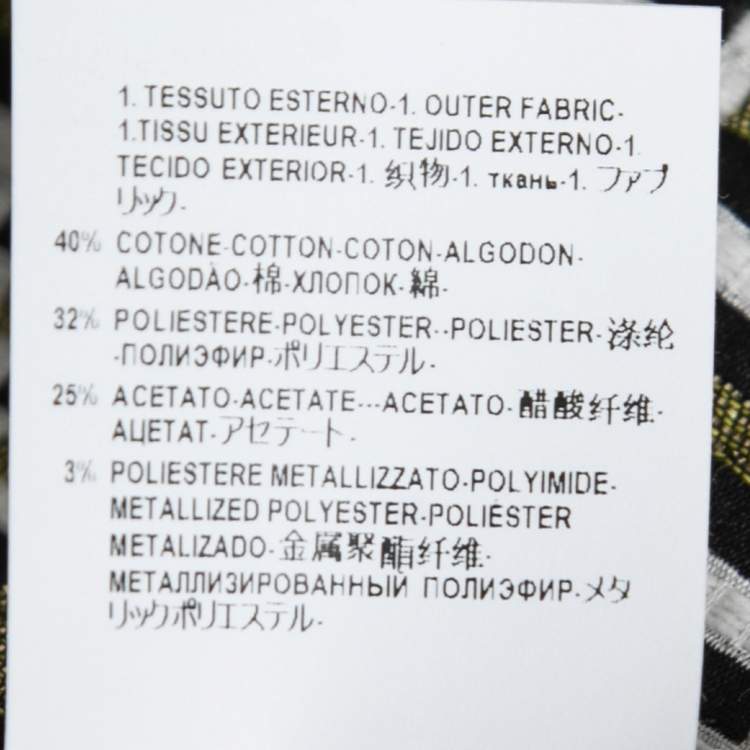 1. TESSUTO ESTERNO-1. OUTER FABRIC-
1.TISSU EXTERIEUR-1. TEJIDO EXTERNO-1.
TECIDO EXTERIOR-1. 织物-1. ткань-1. ファブ
リック-
40% COTONE-COTTON-COTON-ALGODON-
ALGODÀO-棉-ХЛОПОК-綿-
32% POLIESTERE-POLYESTER--POLIESTER-涤纶
-ПОЛИЭФИР-ポリエステル-
25% ACETATO-ACETATE---ACETATO-醋酸纤维-
АЦЕТАТ-アセテート-
3% POLIESTERE METALLIZZATO-POLYIMIDE-
METALLIZED POLYESTER-POLIÉSTER
METALIZADO-金属聚酯纤维-
МЕТАЛЛИЗИРОВАННЫЙ ПОЛИЭФИР-メタ
リックポリエステル-